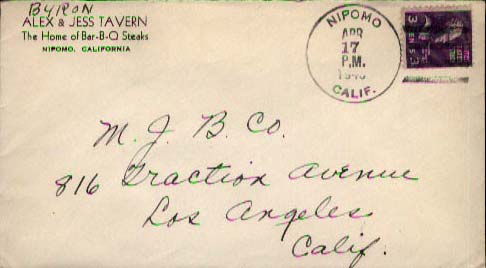 Byron
ALEX & JESS TAVERN
The Home of Bar-B-Q Steaks
NIPOMO, CALIFORNIA
NIPOMO
APR
17
P.M.
CALIF.
3
M. J. B. Co.
816 Traction Avenue
Los Angeles
Calif.